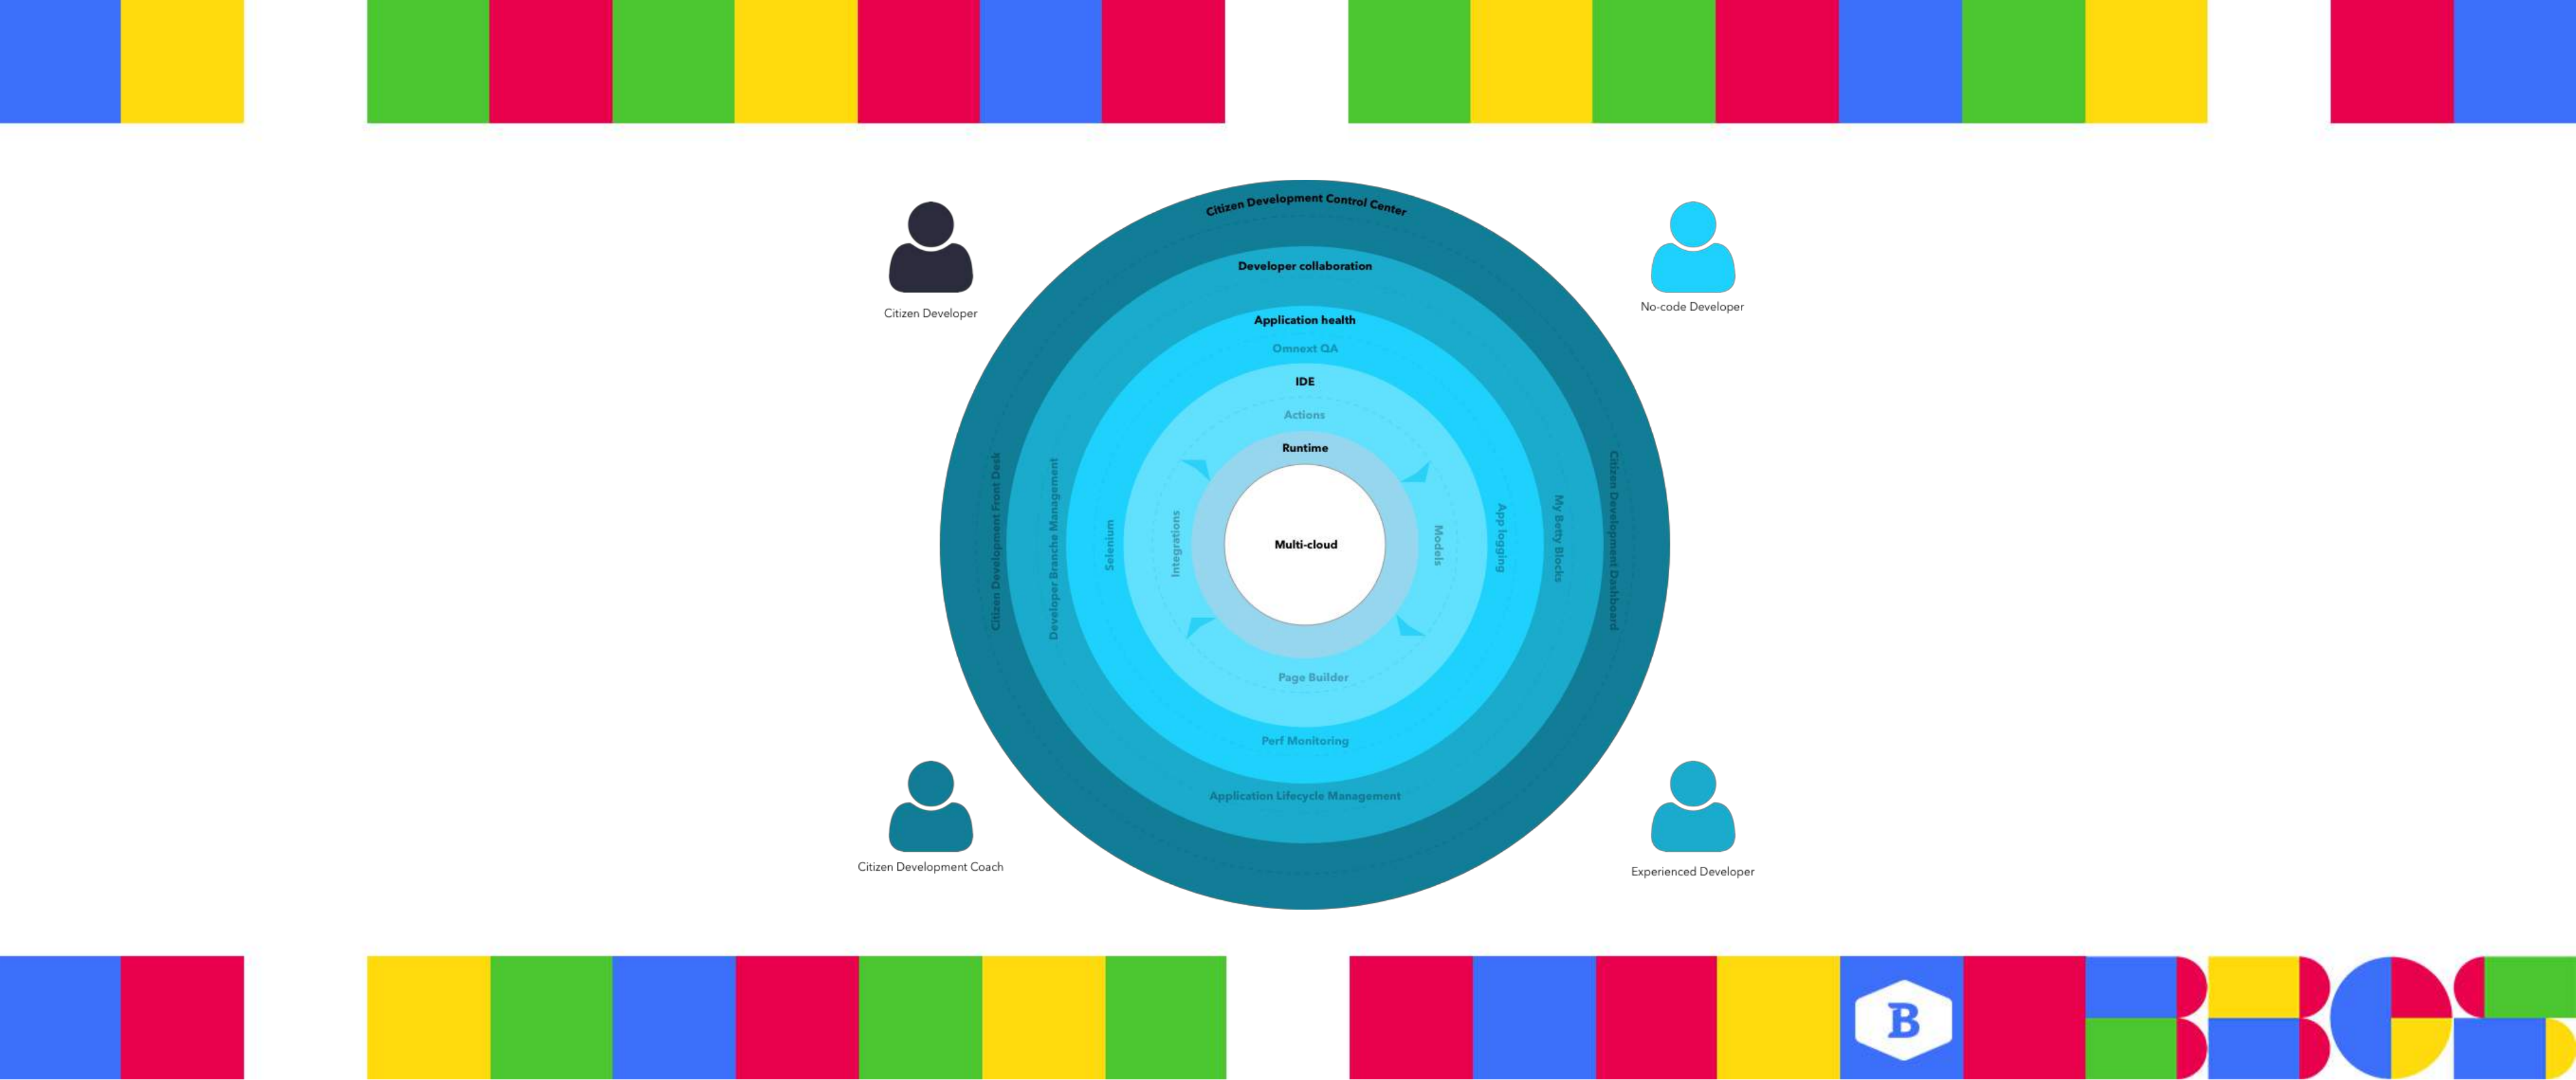 Citizen Development Control Center
Citizen Developer
No-code Developer
Developer collaboration
Application health
Omnext QA
IDE
Actions
Runtime
Citizen Development Front Desk
Developer Branche Management
Selenium
Integrations
Multi-cloud
Models
App logging
My Betty Blocks
Citizen Development Dashboard
Page Builder
Perf Monitoring
Application Lifecycle Management
Citizen Development Coach
Experienced Developer
B
BBCS